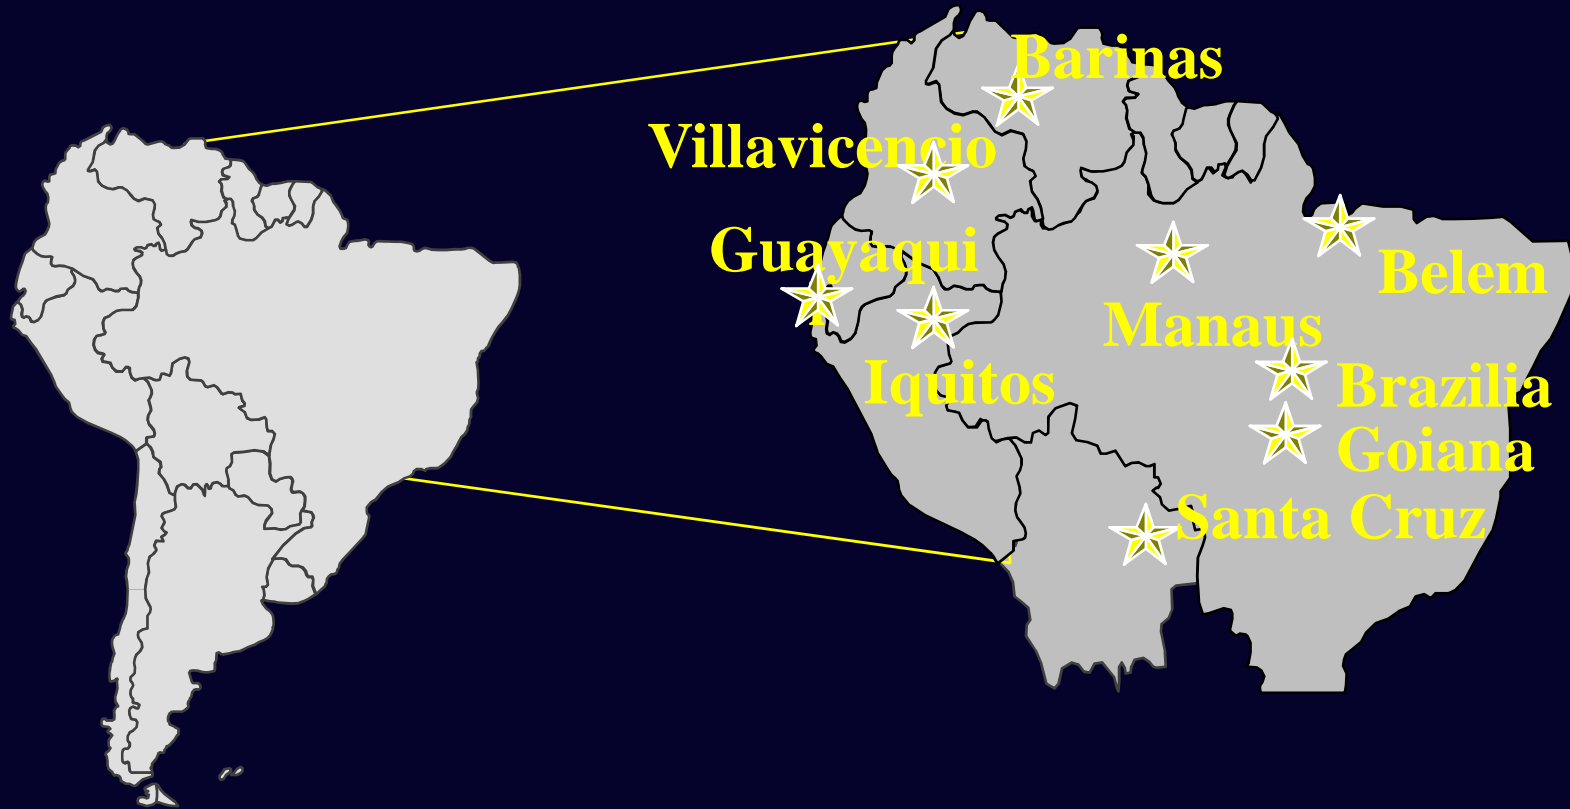 Barinas
Villavicencio
Guayaqui
l
Belem
Manaus
Iquitos
Brazilia
Goiana
Santa Cruz